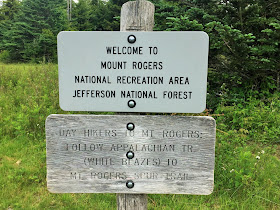 WELCOME TO
MOUNT ROGERS
NATIONAL RECREATION AREA
JEFFERSON NATIONAL FOREST
DAY HIKERS TO MT. ROGERS:
FOLLOW APPALACHIAN TR.
(WHITE BLAZES) TO
MT. ROGERS SPUR TRAIL